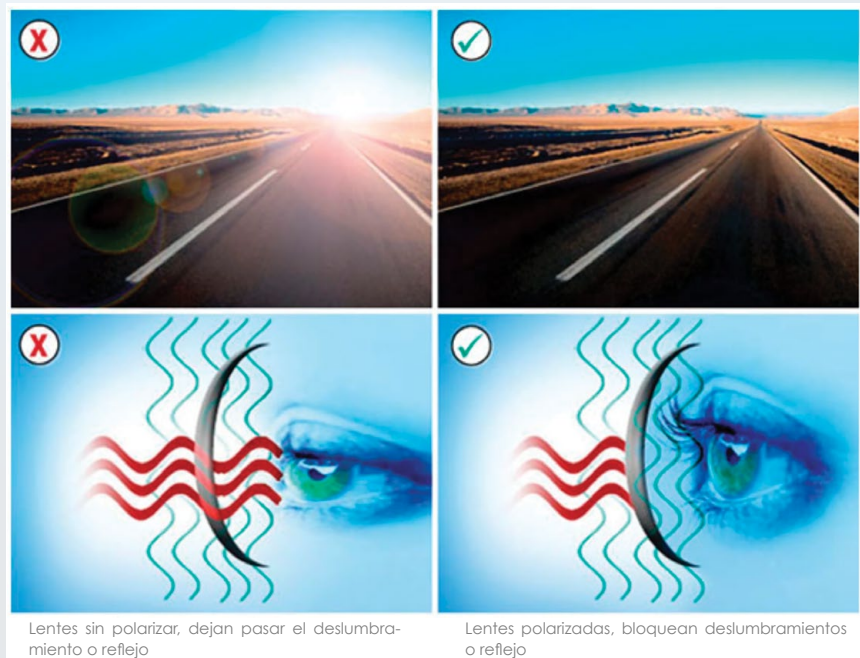 X
Lentes sin polarizar, dejan pasar el deslumbra-
miento o reflejo
Lentes polarizadas, bloquean deslumbramientos
o reflejo